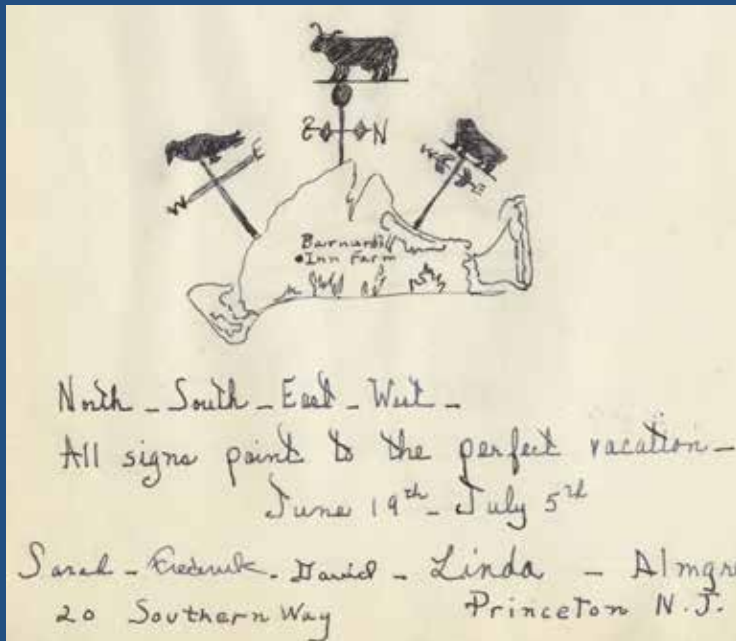 Z N
W E
W E
Barnard's
Inn Farm
North - South - East - West -
All signs point to the perfect vacation -
June 19th - July 5th
Sarah - Frederick - David - Linda - Almgre
20 Southern Way Princeton N.J.